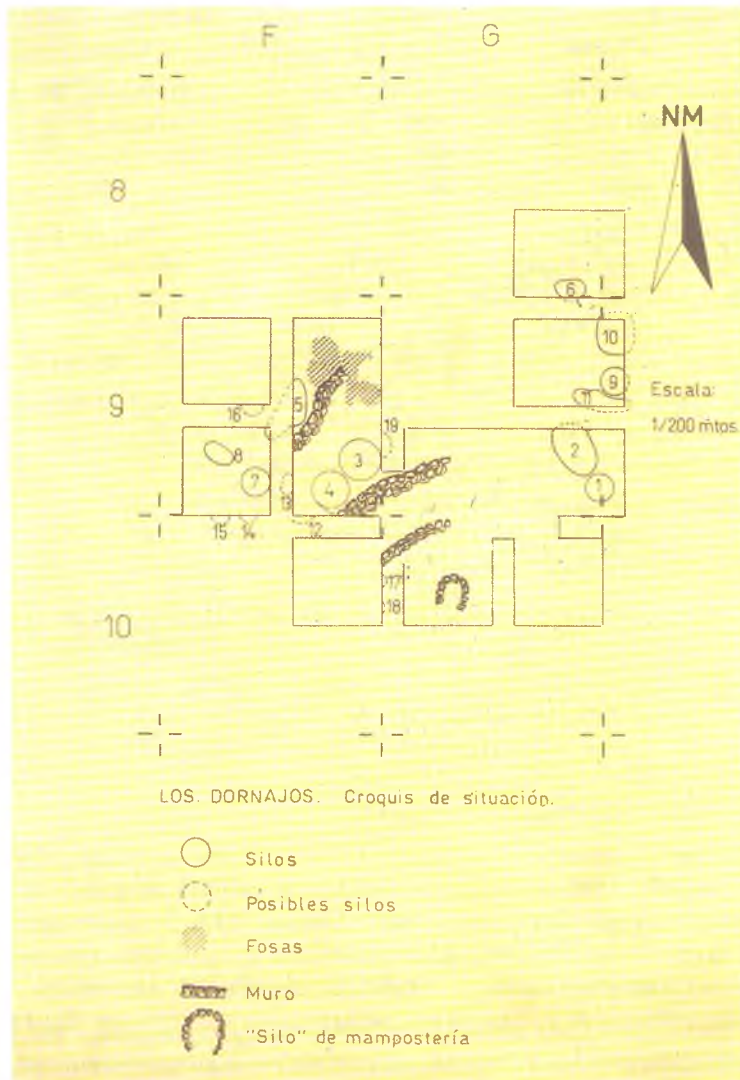 F G
NM
8
6
10
9
11
Escala:
1/200 mtos.
9
16
5
19
2
8
3
7
4
13
1
15 14 12
17
18
10
LOS. DORNAJOS. Croquis de situación.
Silos
Posibles silos
Fosas
Muro
"Silo" de mampostería